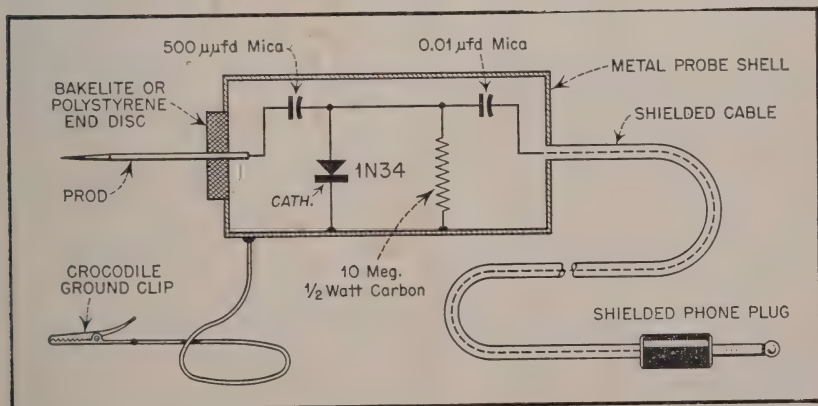 500 μμfd Mica
0.01 μfd Mica
BAKELITE OR
POLYSTYRENE
END DISC
METAL PROBE SHELL
SHIELDED CABLE
PROD
1N34
CATH.
CROCODILE
GROUND CLIP
10 Meg.
1/2 Watt Carbon
SHIELDED PHONE PLUG